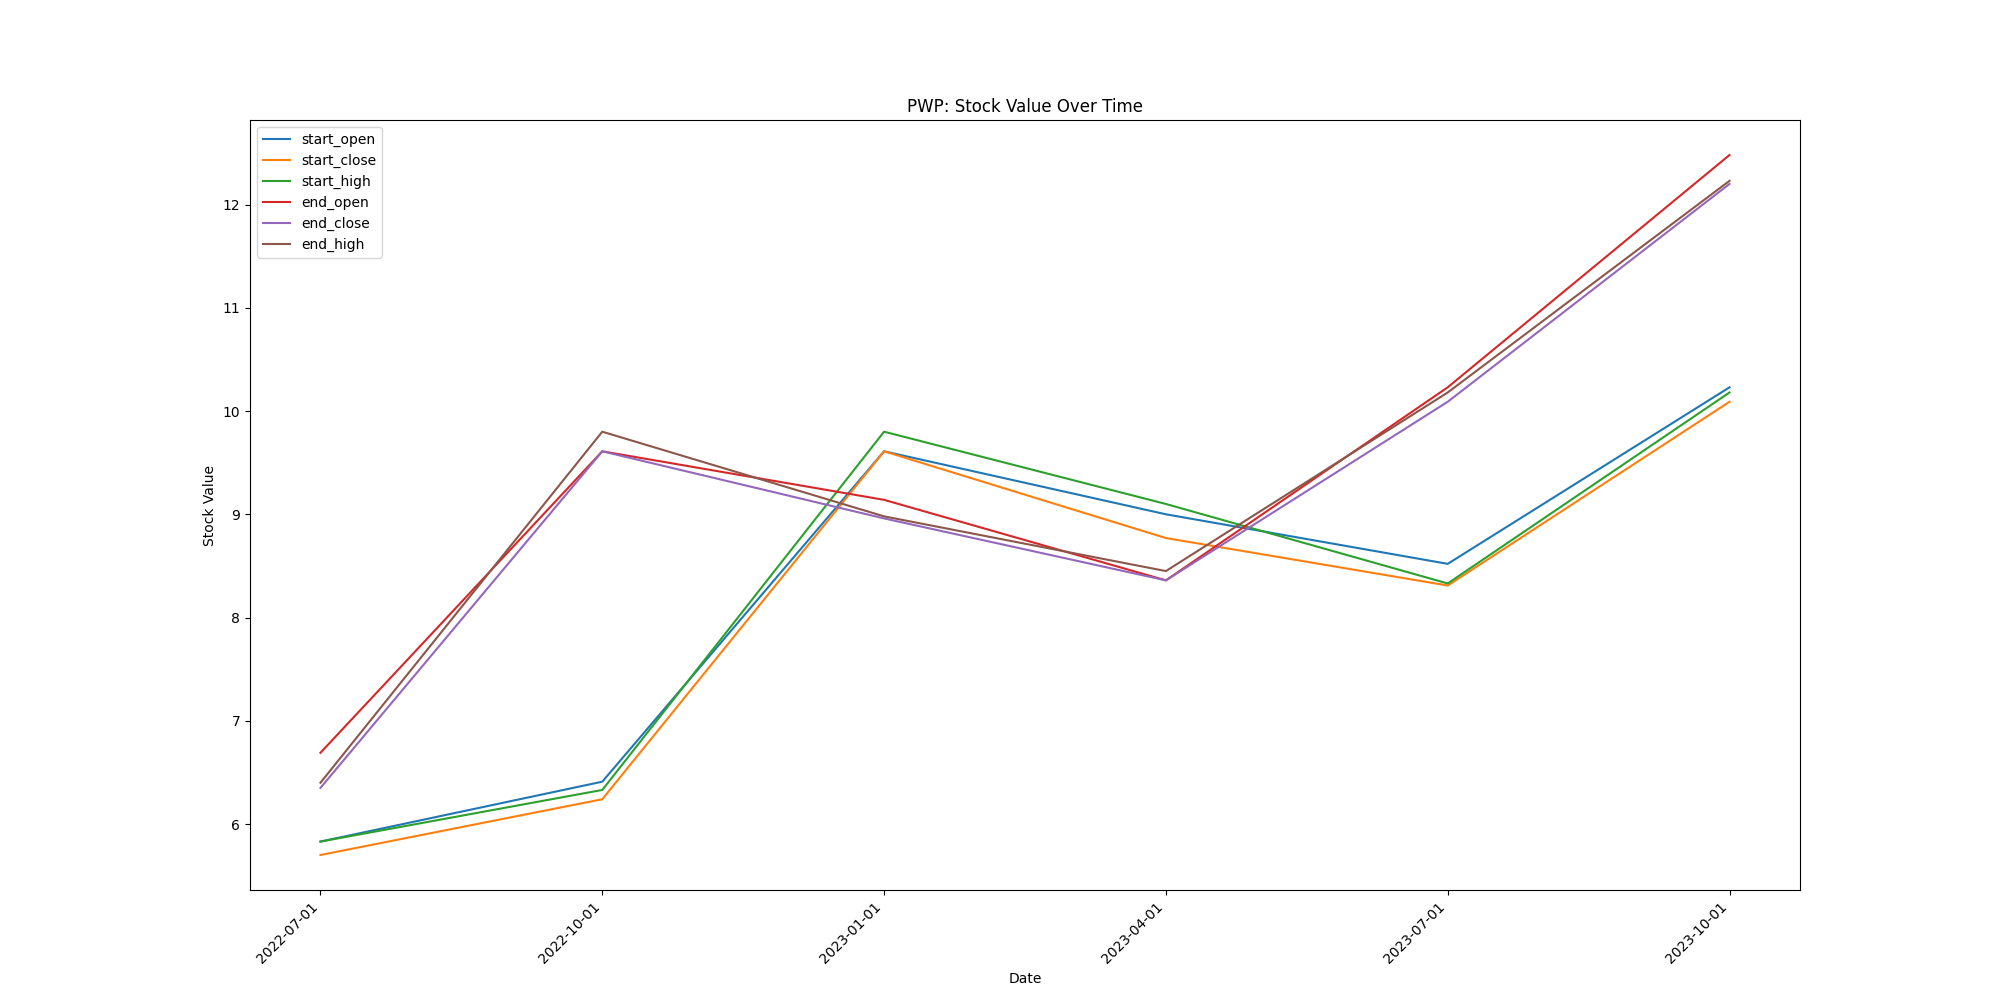 PWP: Stock Value Over Time
start_open
start_close
start_high
end_open
end_close
end_high
12
11
10
9
8
7
6
Stock Value
2022-07-01
2022-10-01
2023-01-01
2023-04-01
2023-07-01
2023-10-01
Date